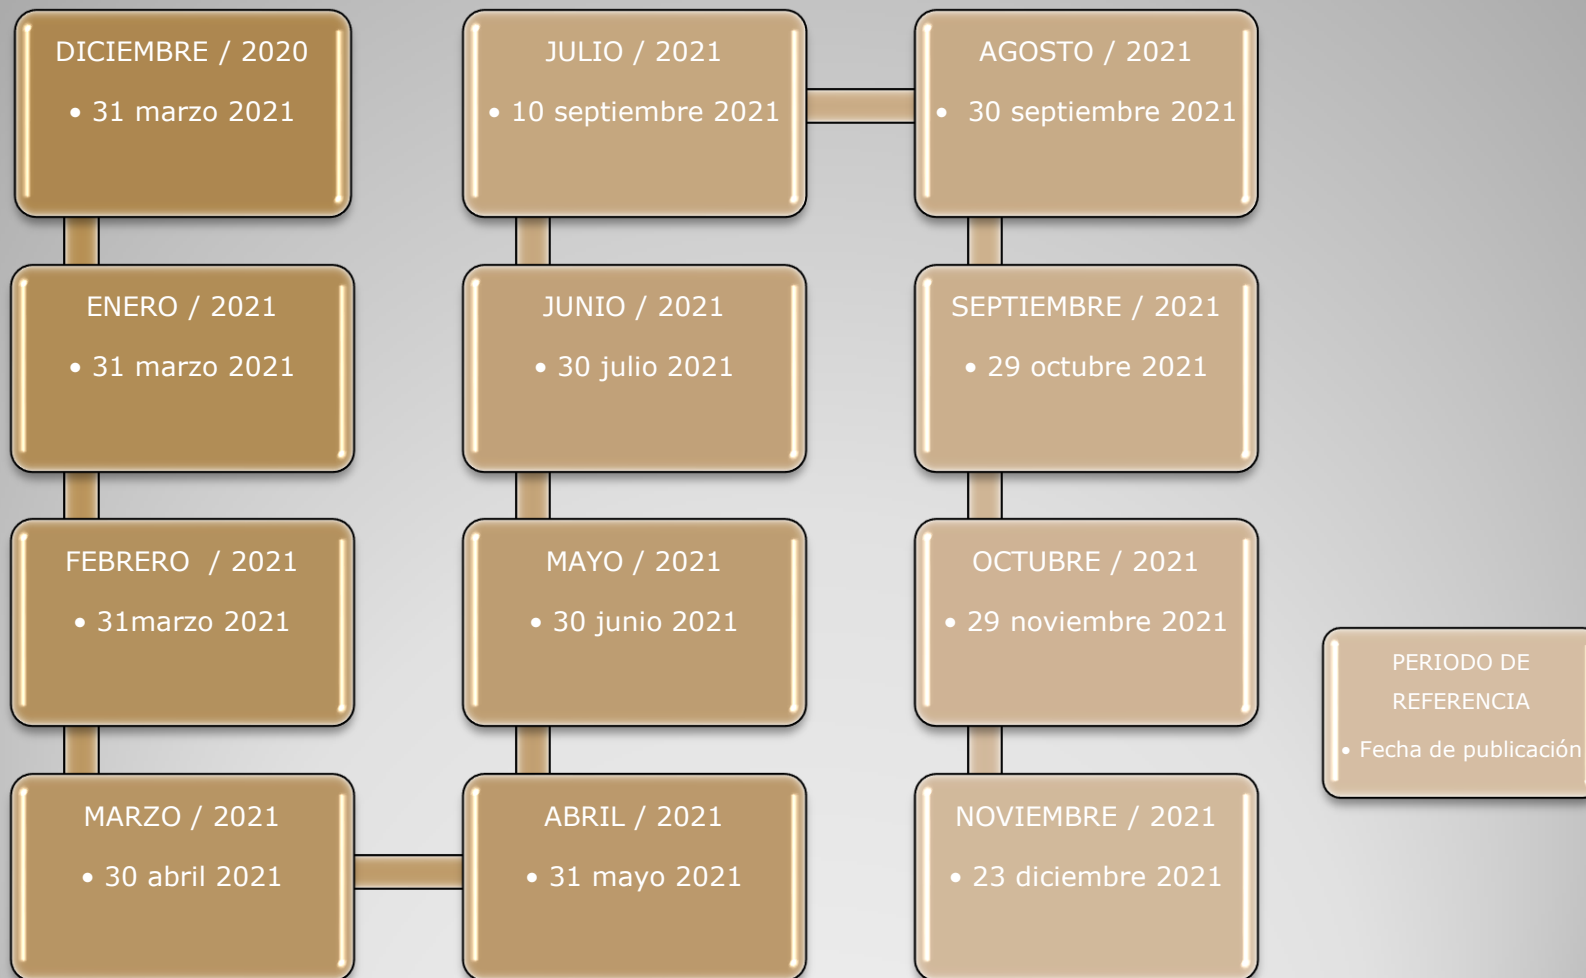 DICIEMBRE / 2020
• 31 marzo 2021
ENERO / 2021
• 31 marzo 2021
FEBRERO / 2021
• 31marzo 2021
MARZO / 2021
• 30 abril 2021
ABRIL / 2021
• 31 mayo 2021
MAYO / 2021
• 30 junio 2021
JUNIO / 2021
• 30 julio 2021
JULIO / 2021
• 10 septiembre 2021
AGOSTO / 2021
• 30 septiembre 2021
SEPTIEMBRE / 2021
• 29 octubre 2021
OCTUBRE / 2021
• 29 noviembre 2021
NOVIEMBRE / 2021
• 23 diciembre 2021
PERIODO DE
REFERENCIA
• Fecha de publicación